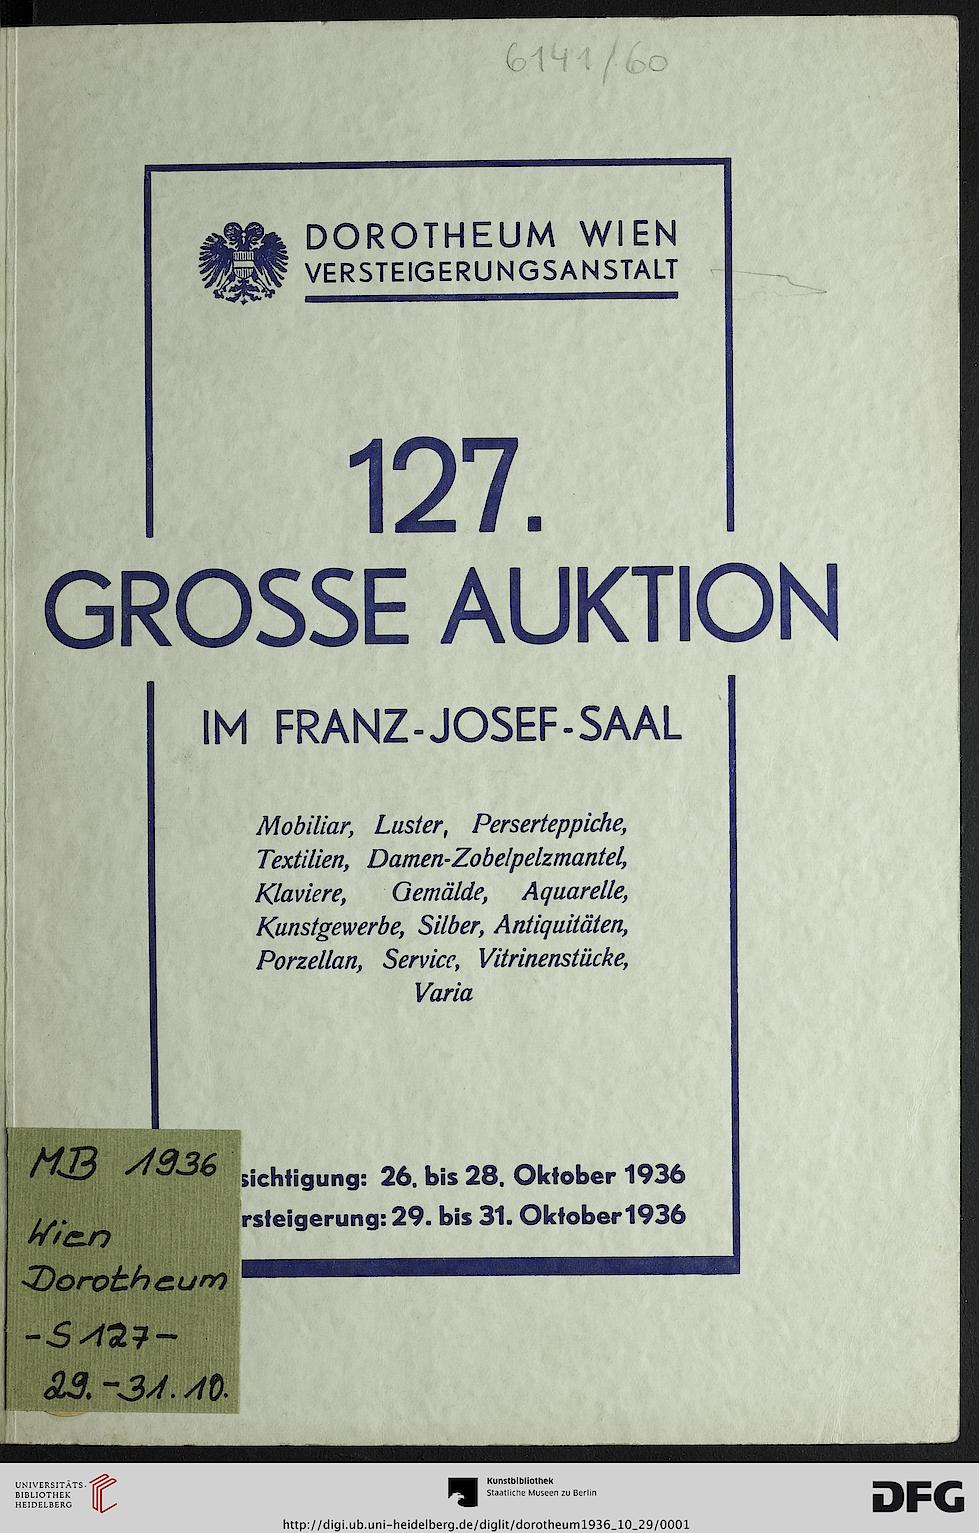 6141/60
DOROTHEUM WIEN
VERSTEIGERUNGSANSTALT
127.
GROSSE AUKTION
IM FRANZ-JOSEF-SAAL
Mobiliar, Luster, Perserteppiche,
Textilien, Damen-Zobelpelzmantel,
Klaviere, Gemälde, Aquarelle,
Kunstgewerbe, Silber, Antiquitäten,
Porzellan, Service, Vitrinenstücke,
Varia
sichtigung: 26. bis 28. Oktober 1936
rsteigerung: 29. bis 31. Oktober 1936
MB 1936
Wien
Dorotheum
-S 127-
29.-31.10.
UNIVERSITÄTS-
BIBLIOTHEK
HEIDELBERG
Kunstbibliothek
Staatliche Museen zu Berlin
DFG
http://digi.ub.uni-heidelberg.de/diglit/dorotheum1936_10_29/0001